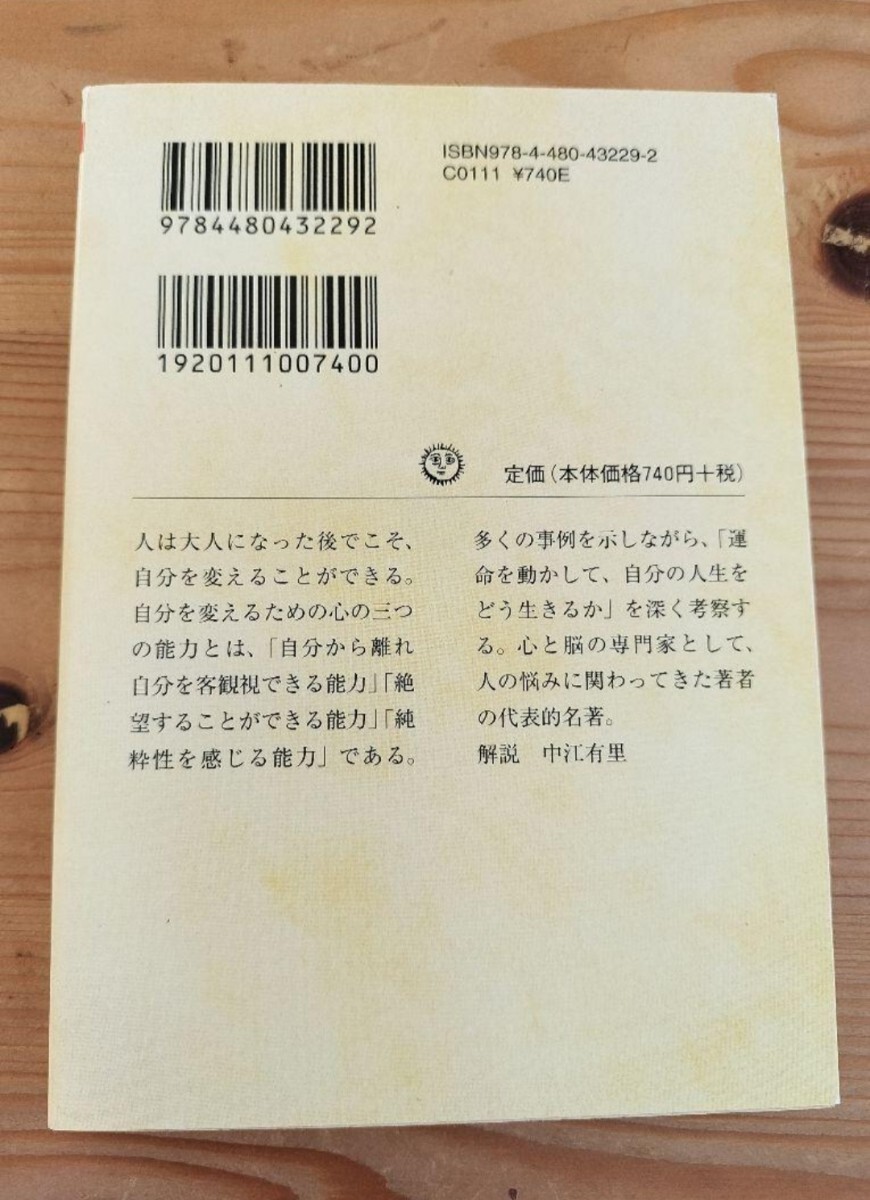 ISBN978-4-480-43229-2
C0111 ¥740E
9784480432292
1920111007400
定価(本体価格740円+税)
人は大人になった後でこそ、
自分を変えることができる。
自分を変えるための心の三つ
の能力とは、「自分から離れ
自分を客観視できる能力」「絶
望することができる能力」「純
粋性を感じる能力」である。
多くの事例を示しながら、「運
命を動かして、自分の人生を
どう生きるか」を深く考察す
る。心と脳の専門家として、
人の悩みに関わってきた著者
の代表的名著。
解説 中江有里